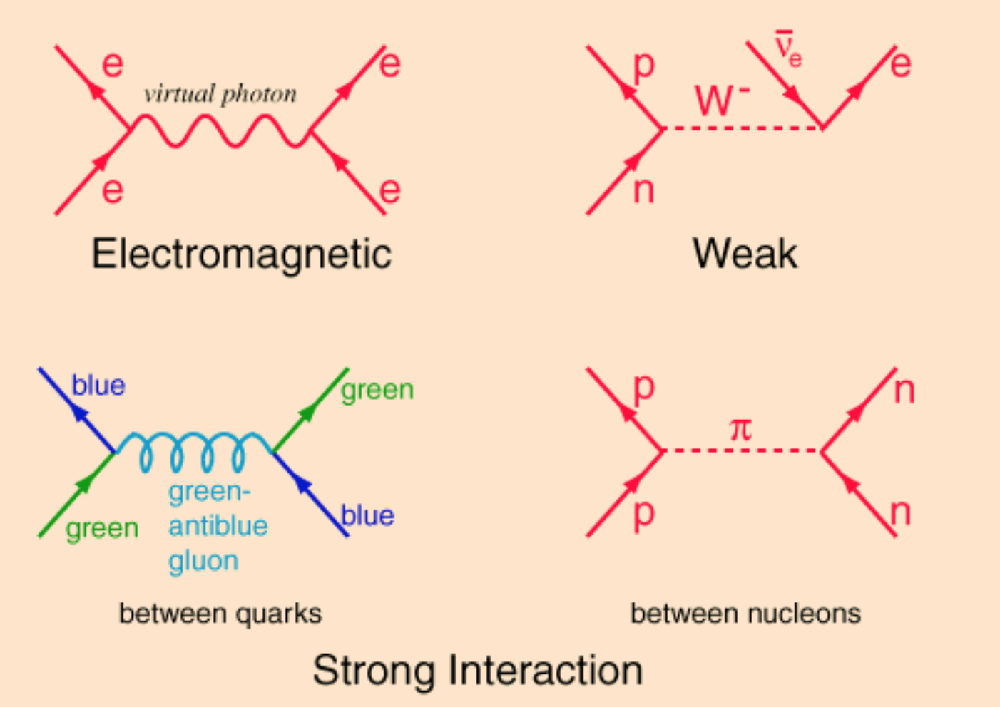 e
e
virtual photon
e
e
Electromagnetic
p
ν̄e
e
W-
n
Weak
blue
green
green-
antiblue
gluon
green
blue
between quarks
p
n
π
p
n
between nucleons
Strong Interaction